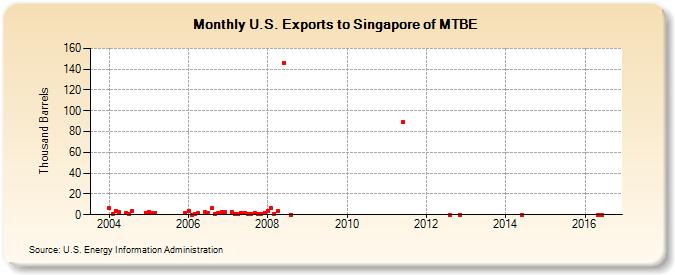 Monthly U.S. Exports to Singapore of MTBE
Thousand Barrels
160
140
120
100
80
60
40
20
0
2004 2006 2008 2010 2012 2014 2016
Source: U.S. Energy Information Administration